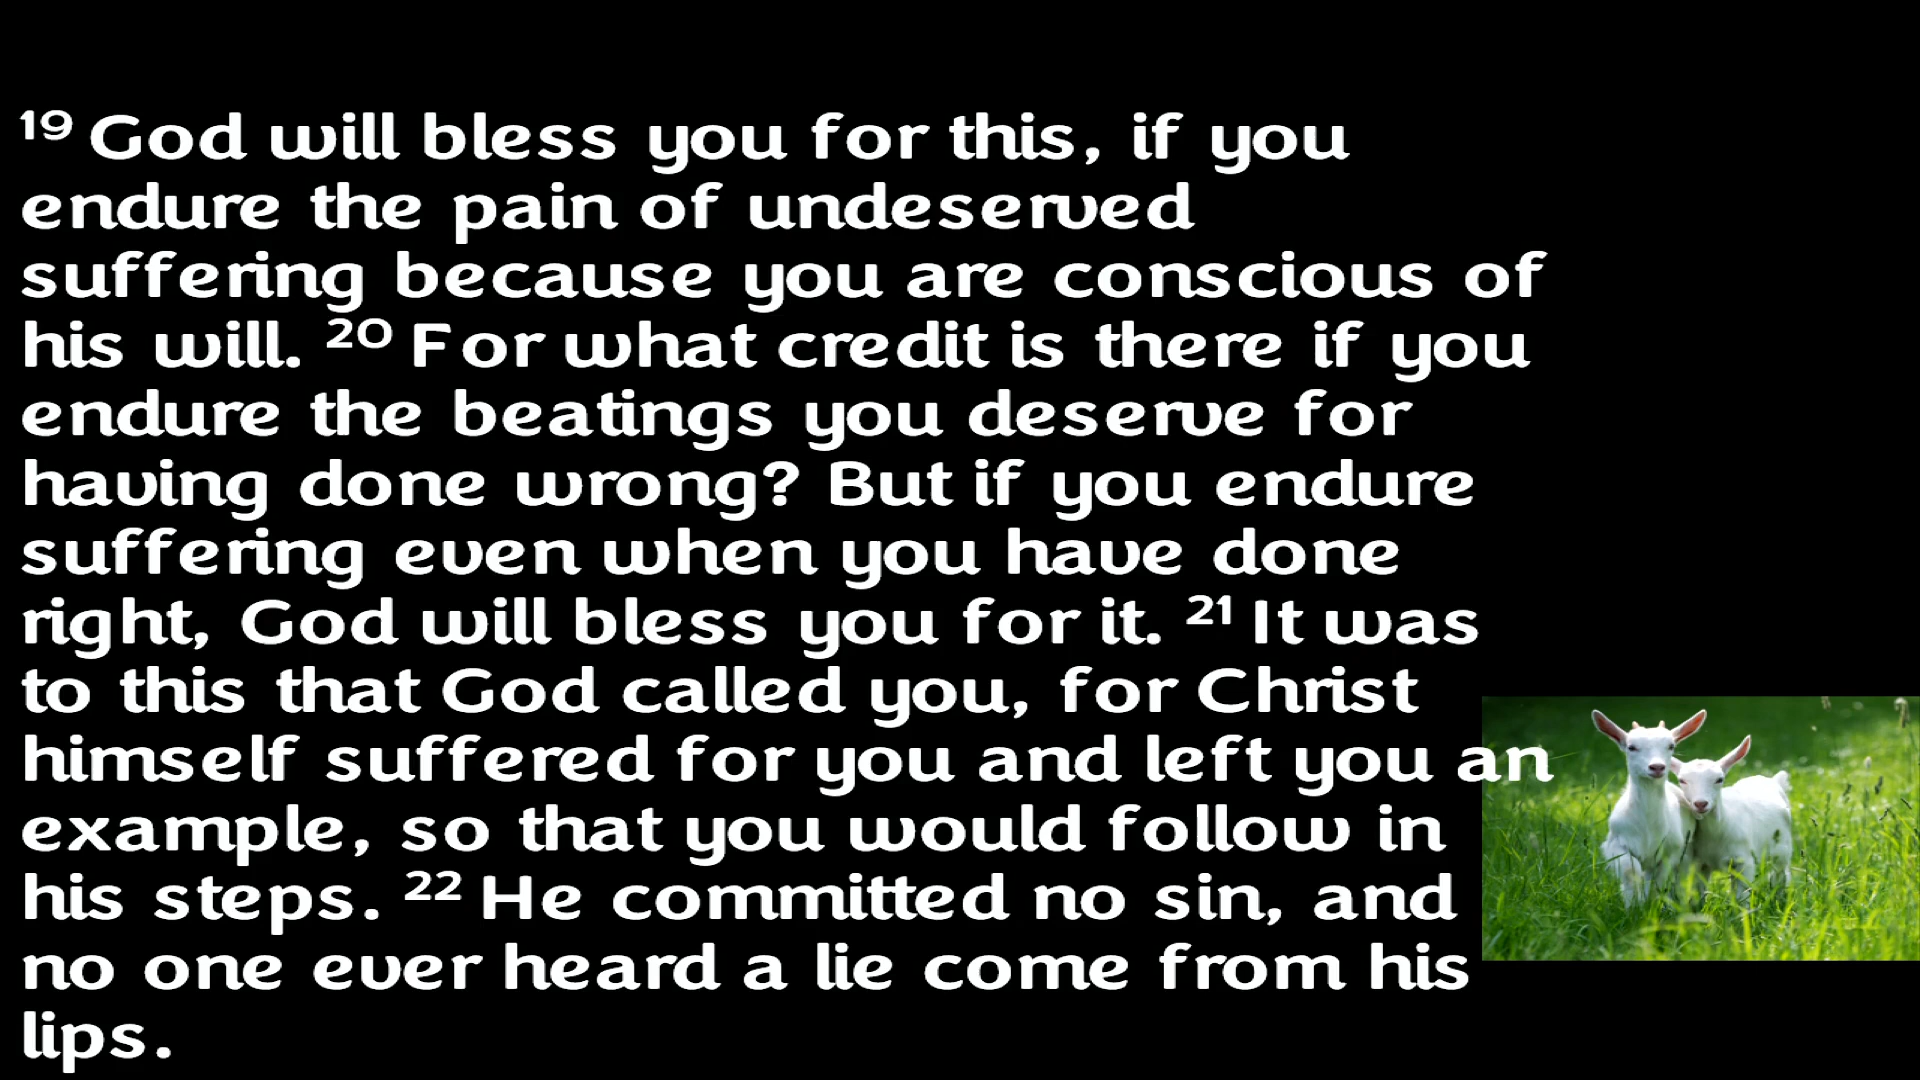 ¹⁹ God will bless you for this, if you
endure the pain of undeserved
suffering because you are conscious of
his will. ²⁰ For what credit is there if you
endure the beatings you deserve for
having done wrong? But if you endure
suffering even when you have done
right, God will bless you for it. ²¹ It was
to this that God called you, for Christ
himself suffered for you and left you an
example, so that you would follow in
his steps. ²² He committed no sin, and
no one ever heard a lie come from his
lips.